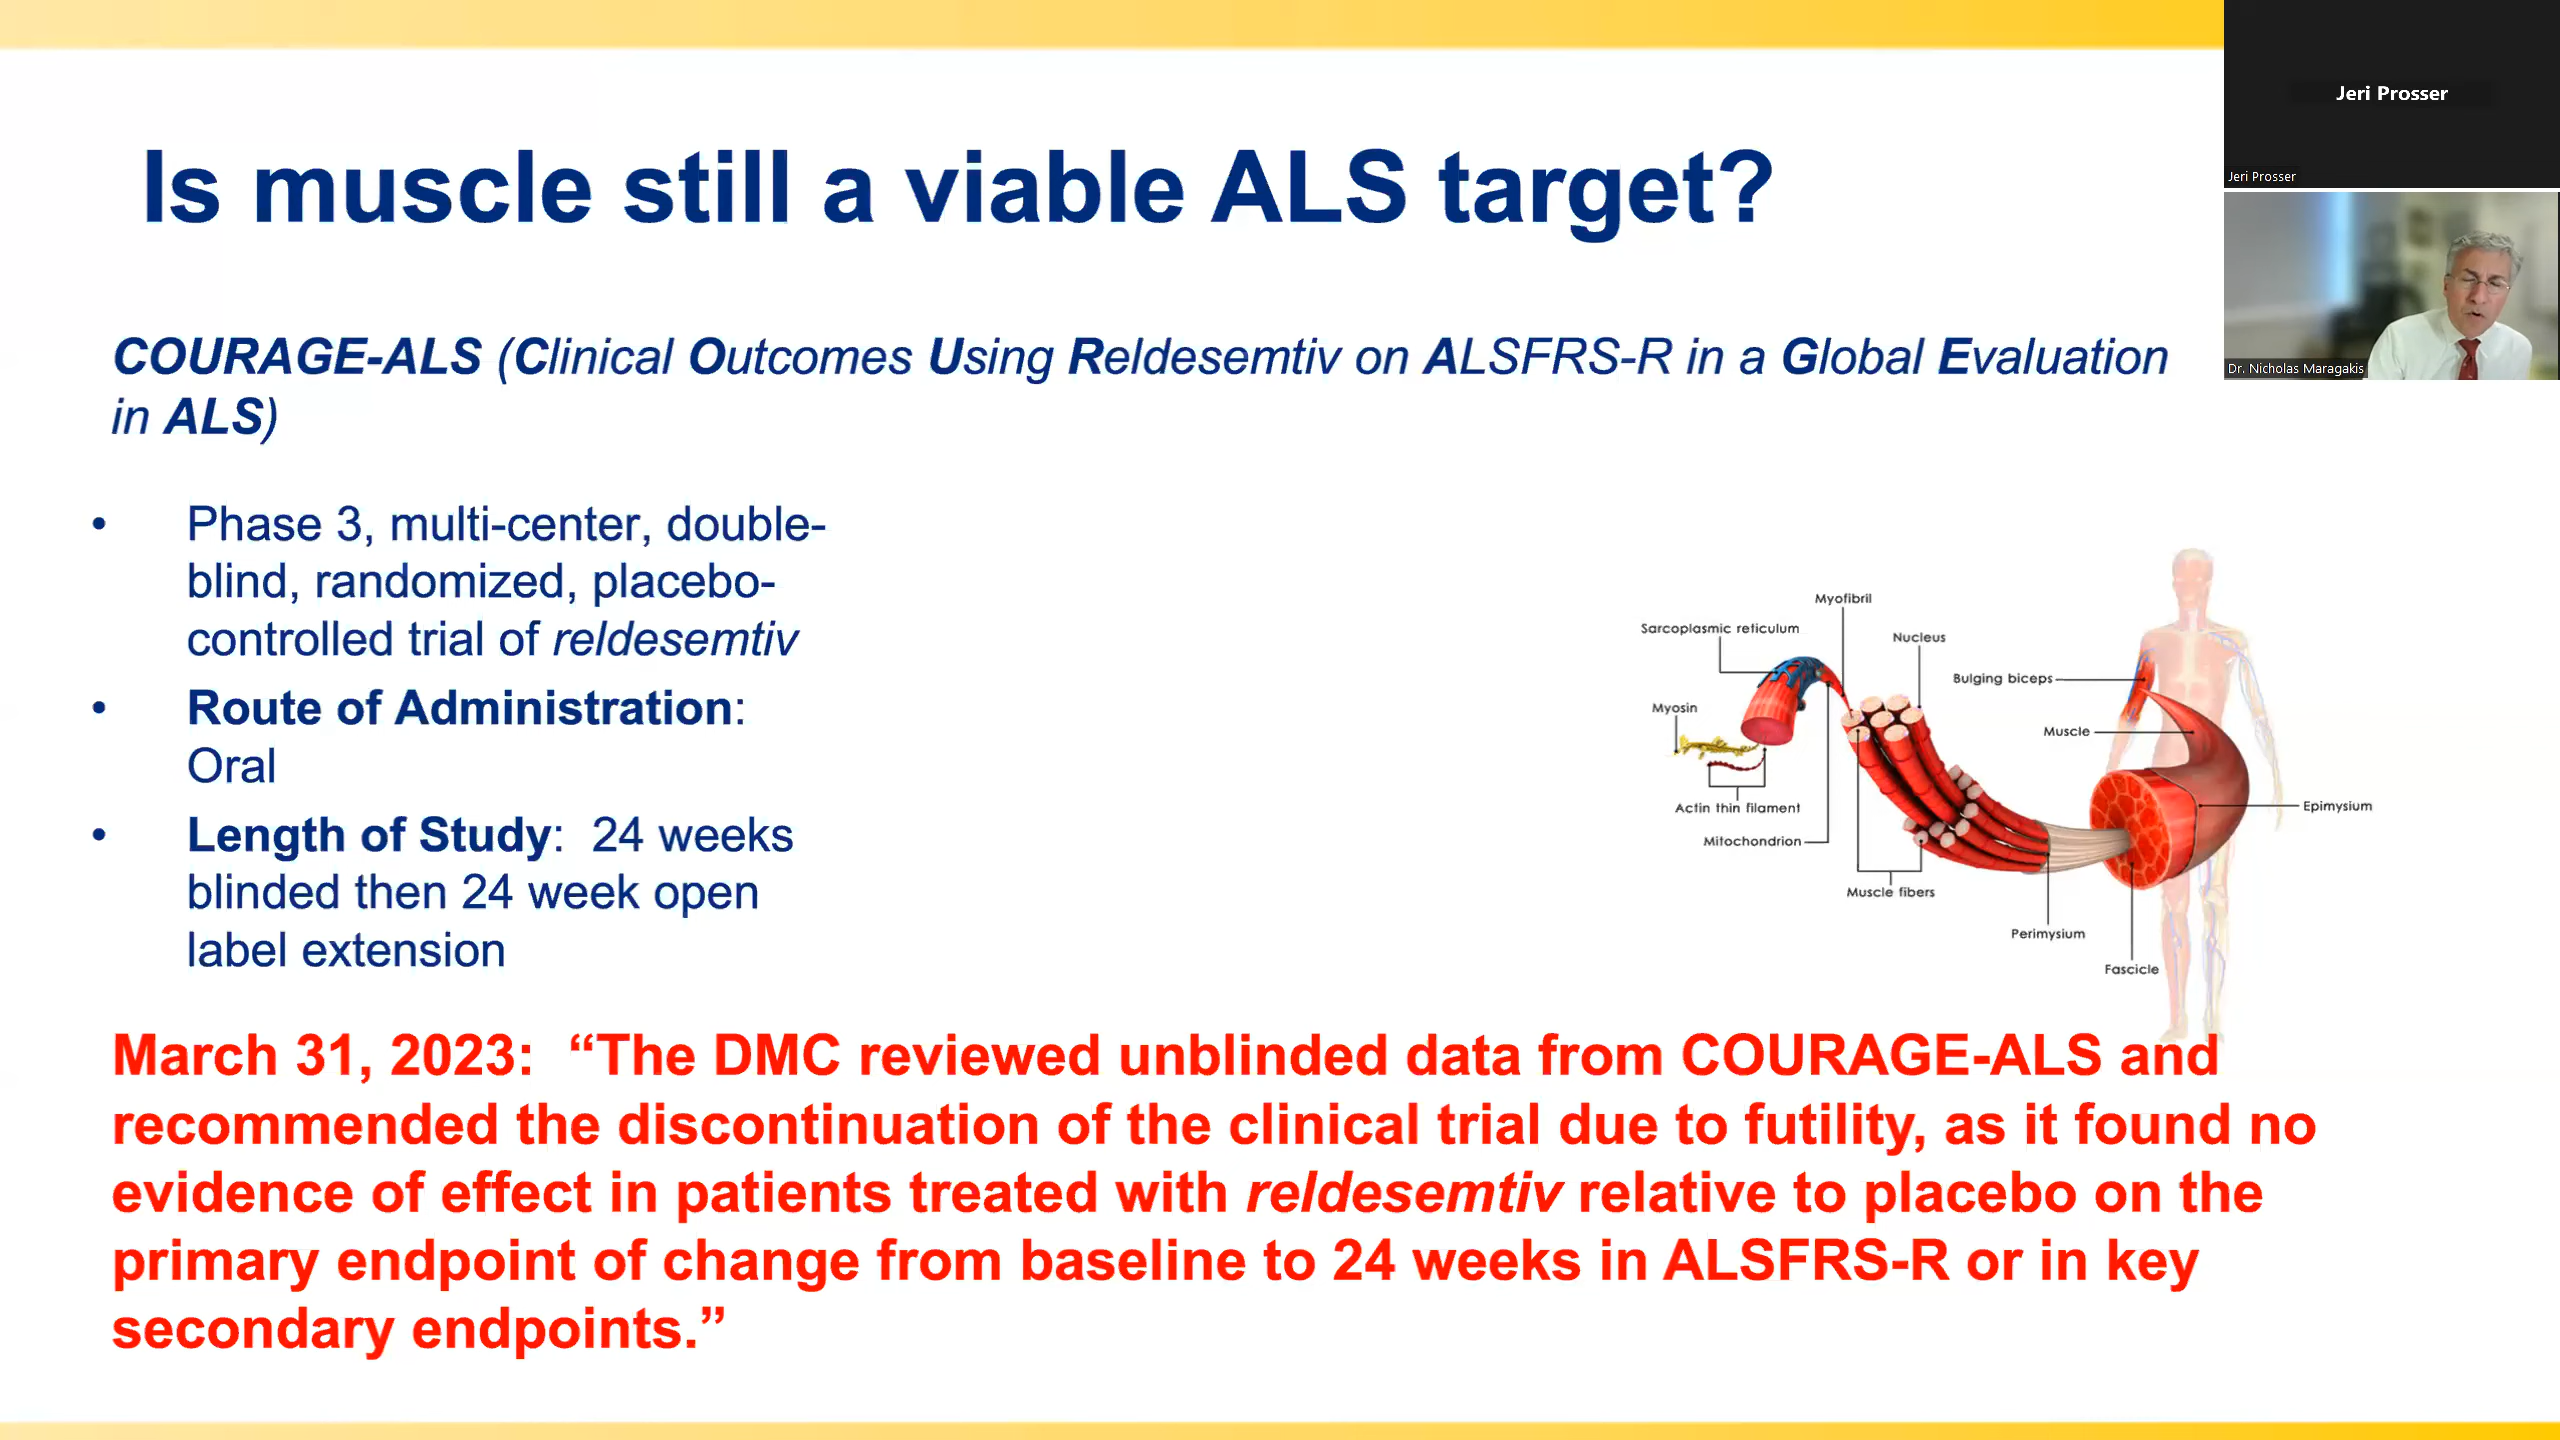 Is muscle still a viable ALS target?
COURAGE-ALS (Clinical Outcomes Using Reldesemtiv on ALSFRS-R in a Global Evaluation
in ALS)
• Phase 3, multi-center, double-
blind, randomized, placebo-
controlled trial of reldesemtiv
• Route of Administration:
Oral
• Length of Study: 24 weeks
blinded then 24 week open
label extension
Myofibril
Sarcoplasmic reticulum
Nucleus
Bulging biceps
Myosin
Muscle
Actin thin filament
Epimysium
Mitochondrion
Muscle fibers
Perimysium
Fascicle
March 31, 2023: “The DMC reviewed unblinded data from COURAGE-ALS and
recommended the discontinuation of the clinical trial due to futility, as it found no
evidence of effect in patients treated with reldesemtiv relative to placebo on the
primary endpoint of change from baseline to 24 weeks in ALSFRS-R or in key
secondary endpoints.”
Jeri Prosser
Jeri Prosser
Dr. Nicholas Maragakis